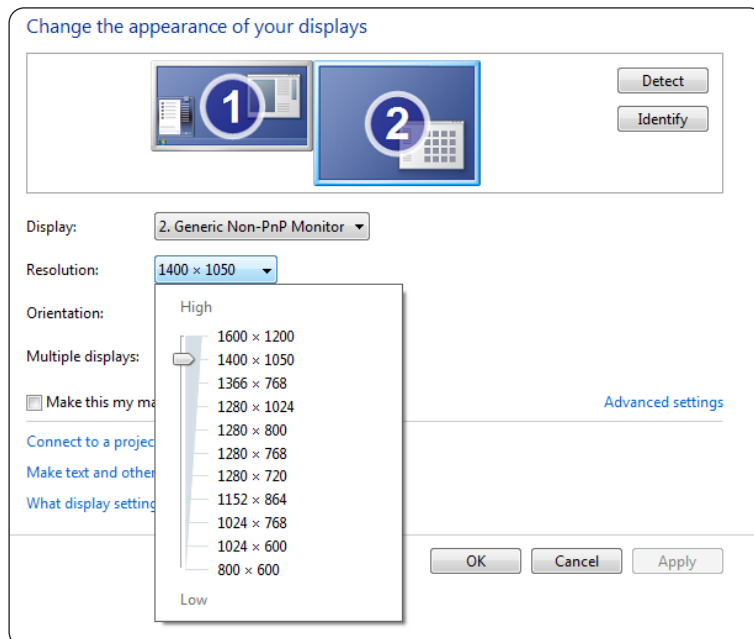 Change the appearance of your displays
1
2
Detect
Identify
Display:
2. Generic Non-PnP Monitor
Resolution:
1400 × 1050
High
Orientation:
1600 × 1200
Multiple displays:
1400 × 1050
1366 × 768
Make this my ma
Advanced settings
1280 × 1024
1280 × 800
Connect to a projec
1280 × 768
Make text and other
1280 × 720
What display setting
1152 × 864
1024 × 768
1024 × 600
800 × 600
Low
OK
Cancel
Apply